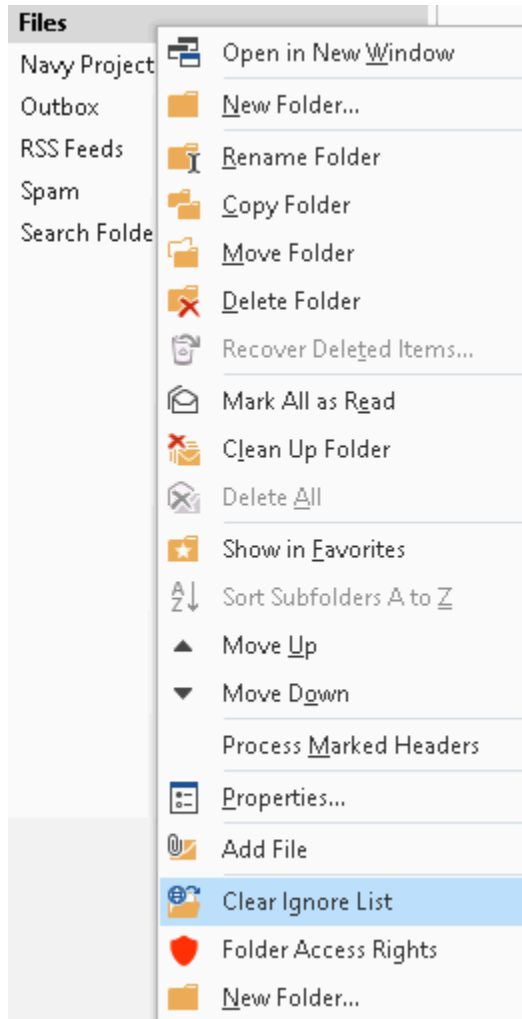 Files
Navy Project
Outbox
RSS Feeds
Spam
Search Folde
Open in New Window
New Folder...
Rename Folder
Copy Folder
Move Folder
Delete Folder
Recover Deleted Items...
Mark All as Read
Clean Up Folder
Delete All
Show in Favorites
Sort Subfolders A to Z
Move Up
Move Down
Process Marked Headers
Properties...
Add File
Clear Ignore List
Folder Access Rights
New Folder...